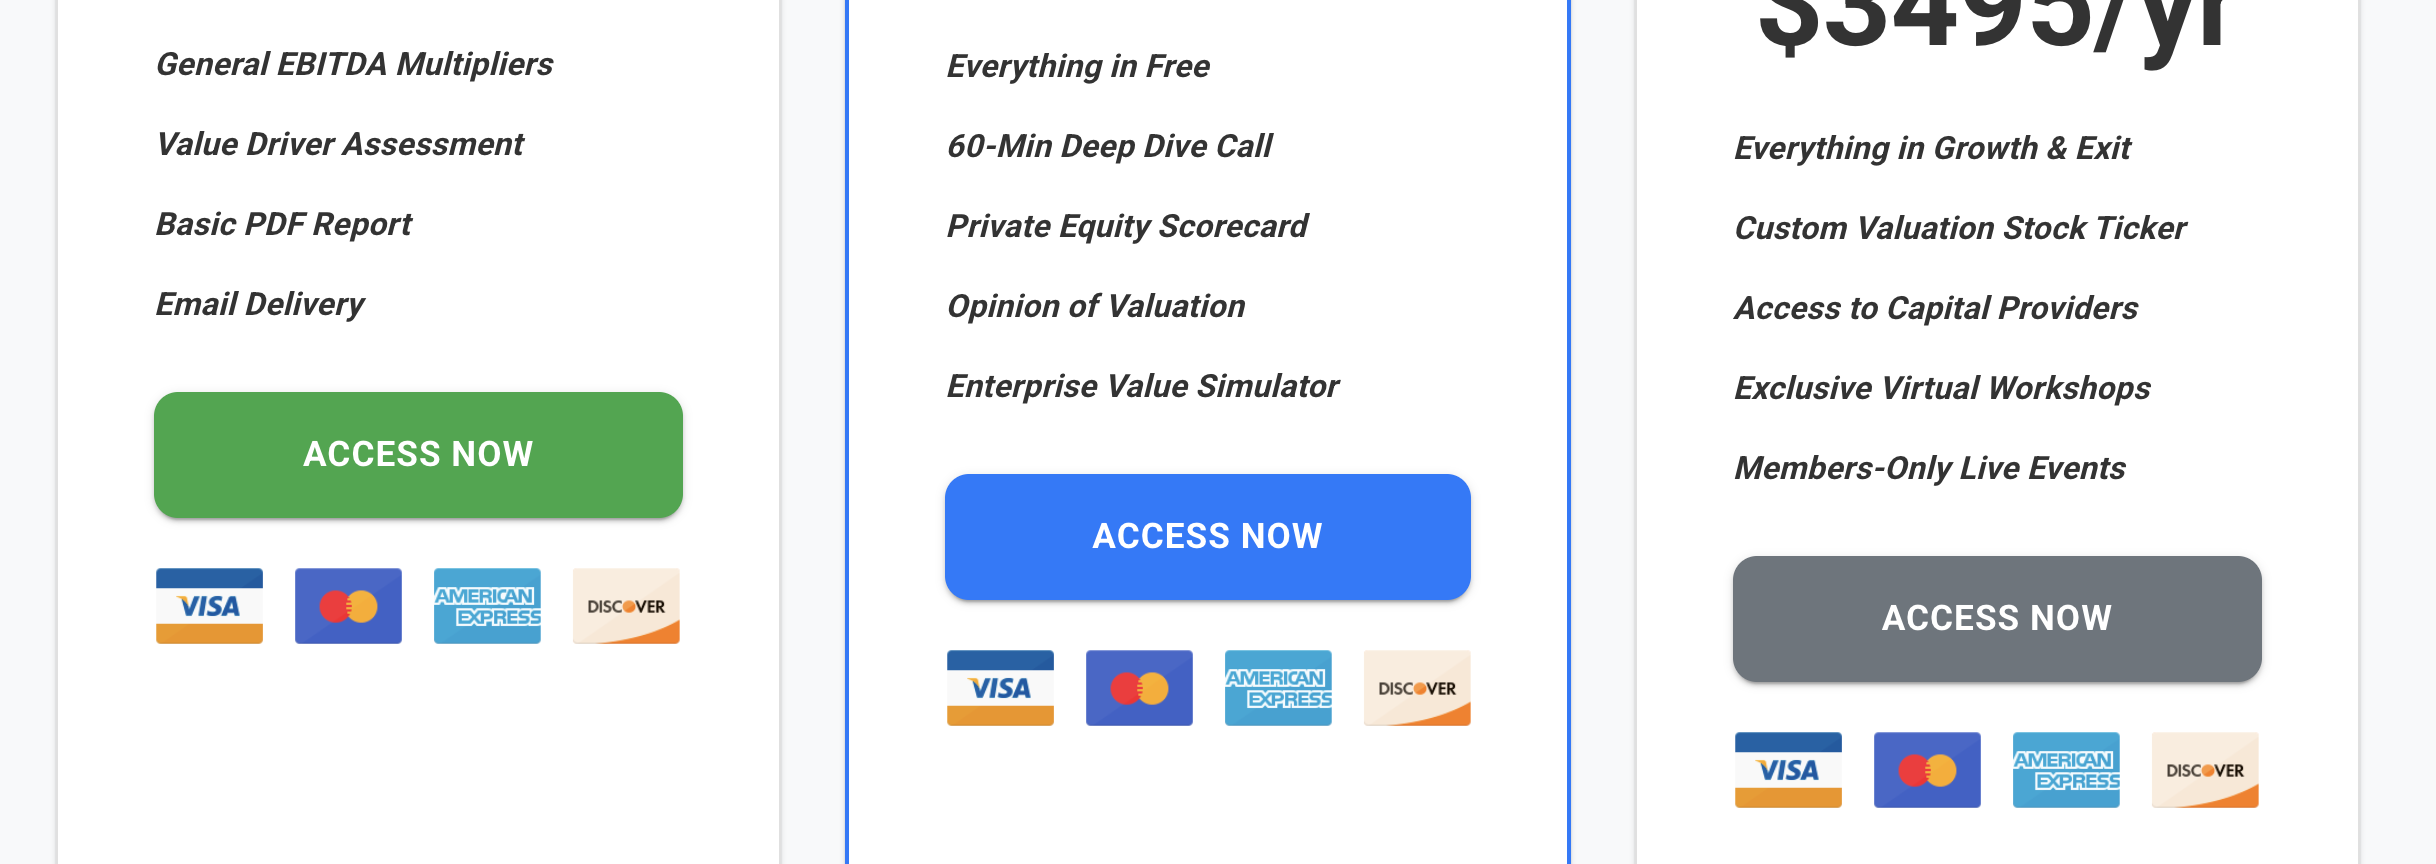 General EBITDA Multipliers
Value Driver Assessment
Basic PDF Report
Email Delivery
ACCESS NOW
VISA
AMERICAN
EXPRESS
DISCOVER
Everything in Free
60-Min Deep Dive Call
Private Equity Scorecard
Opinion of Valuation
Enterprise Value Simulator
ACCESS NOW
VISA
AMERICAN
EXPRESS
DISCOVER
$3495/yr
Everything in Growth & Exit
Custom Valuation Stock Ticker
Access to Capital Providers
Exclusive Virtual Workshops
Members-Only Live Events
ACCESS NOW
VISA
AMERICAN
EXPRESS
DISCOVER